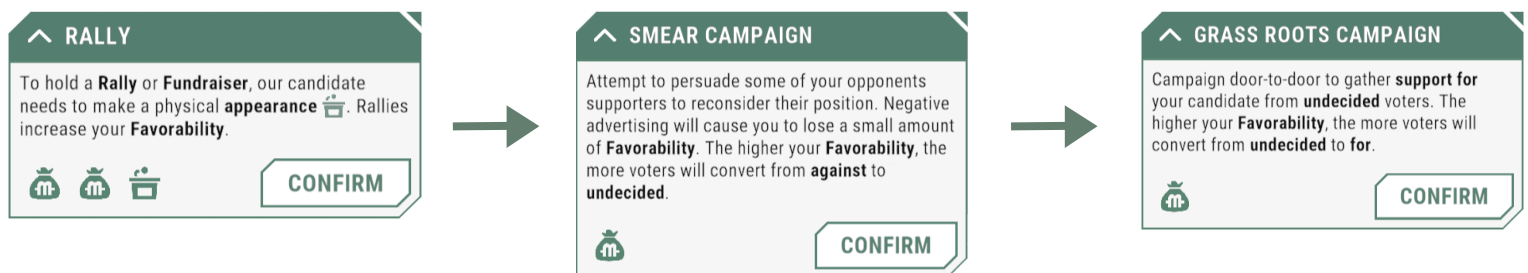 RALLY
To hold a Rally or Fundraiser, our candidate
needs to make a physical appearance . Rallies
increase your Favorability.
CONFIRM
SMEAR CAMPAIGN
Attempt to persuade some of your opponents
supporters to reconsider their position. Negative
advertising will cause you to lose a small amount
of Favorability. The higher your Favorability, the
more voters will convert from against to
undecided.
CONFIRM
GRASS ROOTS CAMPAIGN
Campaign door-to-door to gather support for
your candidate from undecided voters. The
higher your Favorability, the more voters will
convert from undecided to for.
CONFIRM